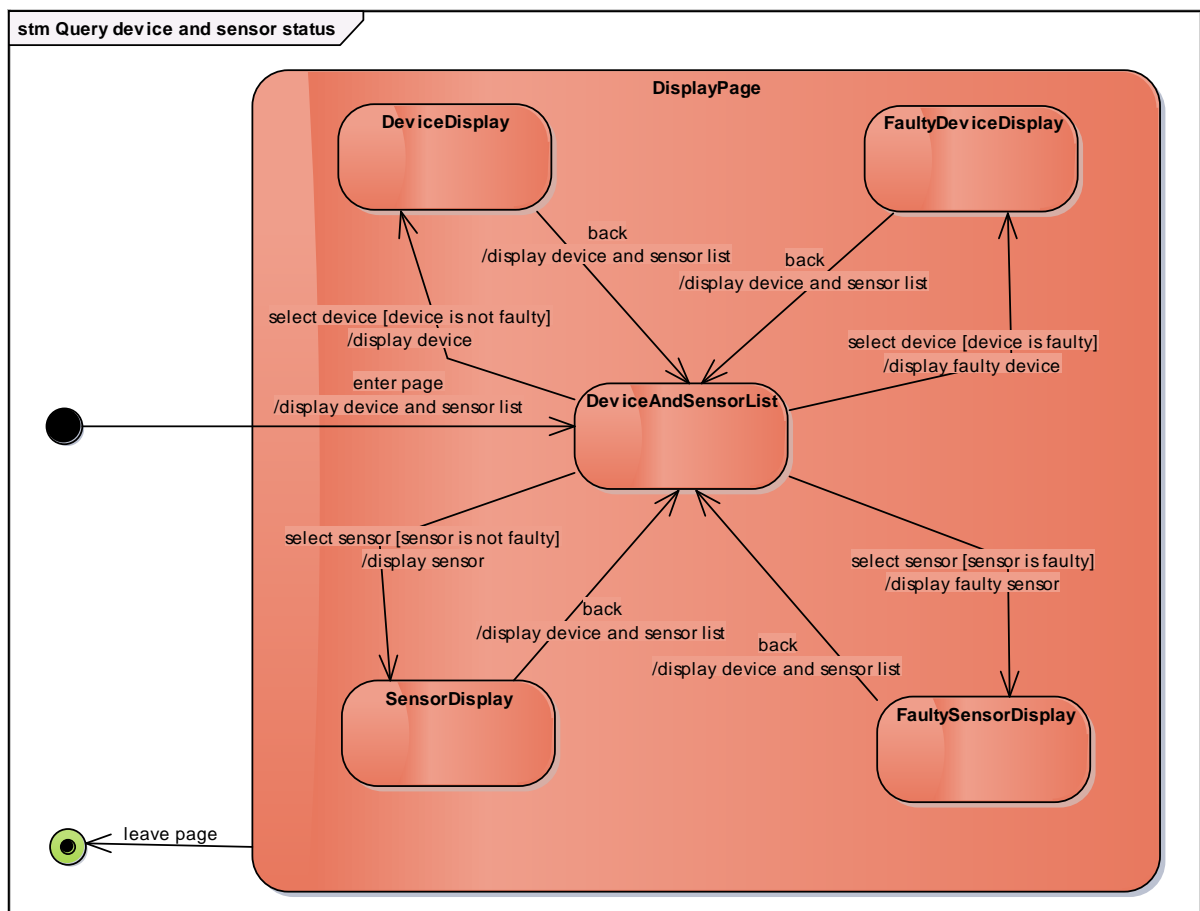 stm Query device and sensor status
DisplayPage
DeviceDisplay
FaultyDeviceDisplay
back
/display device and sensor list
back
/display device and sensor list
select device [device is not faulty]
/display device
select device [device is faulty]
/display faulty device
enter page
/display device and sensor list
DeviceAndSensorList
select sensor [sensor is not faulty]
/display sensor
select sensor [sensor is faulty]
/display faulty sensor
back
/display device and sensor list
back
/display device and sensor list
SensorDisplay
FaultySensorDisplay
leave page